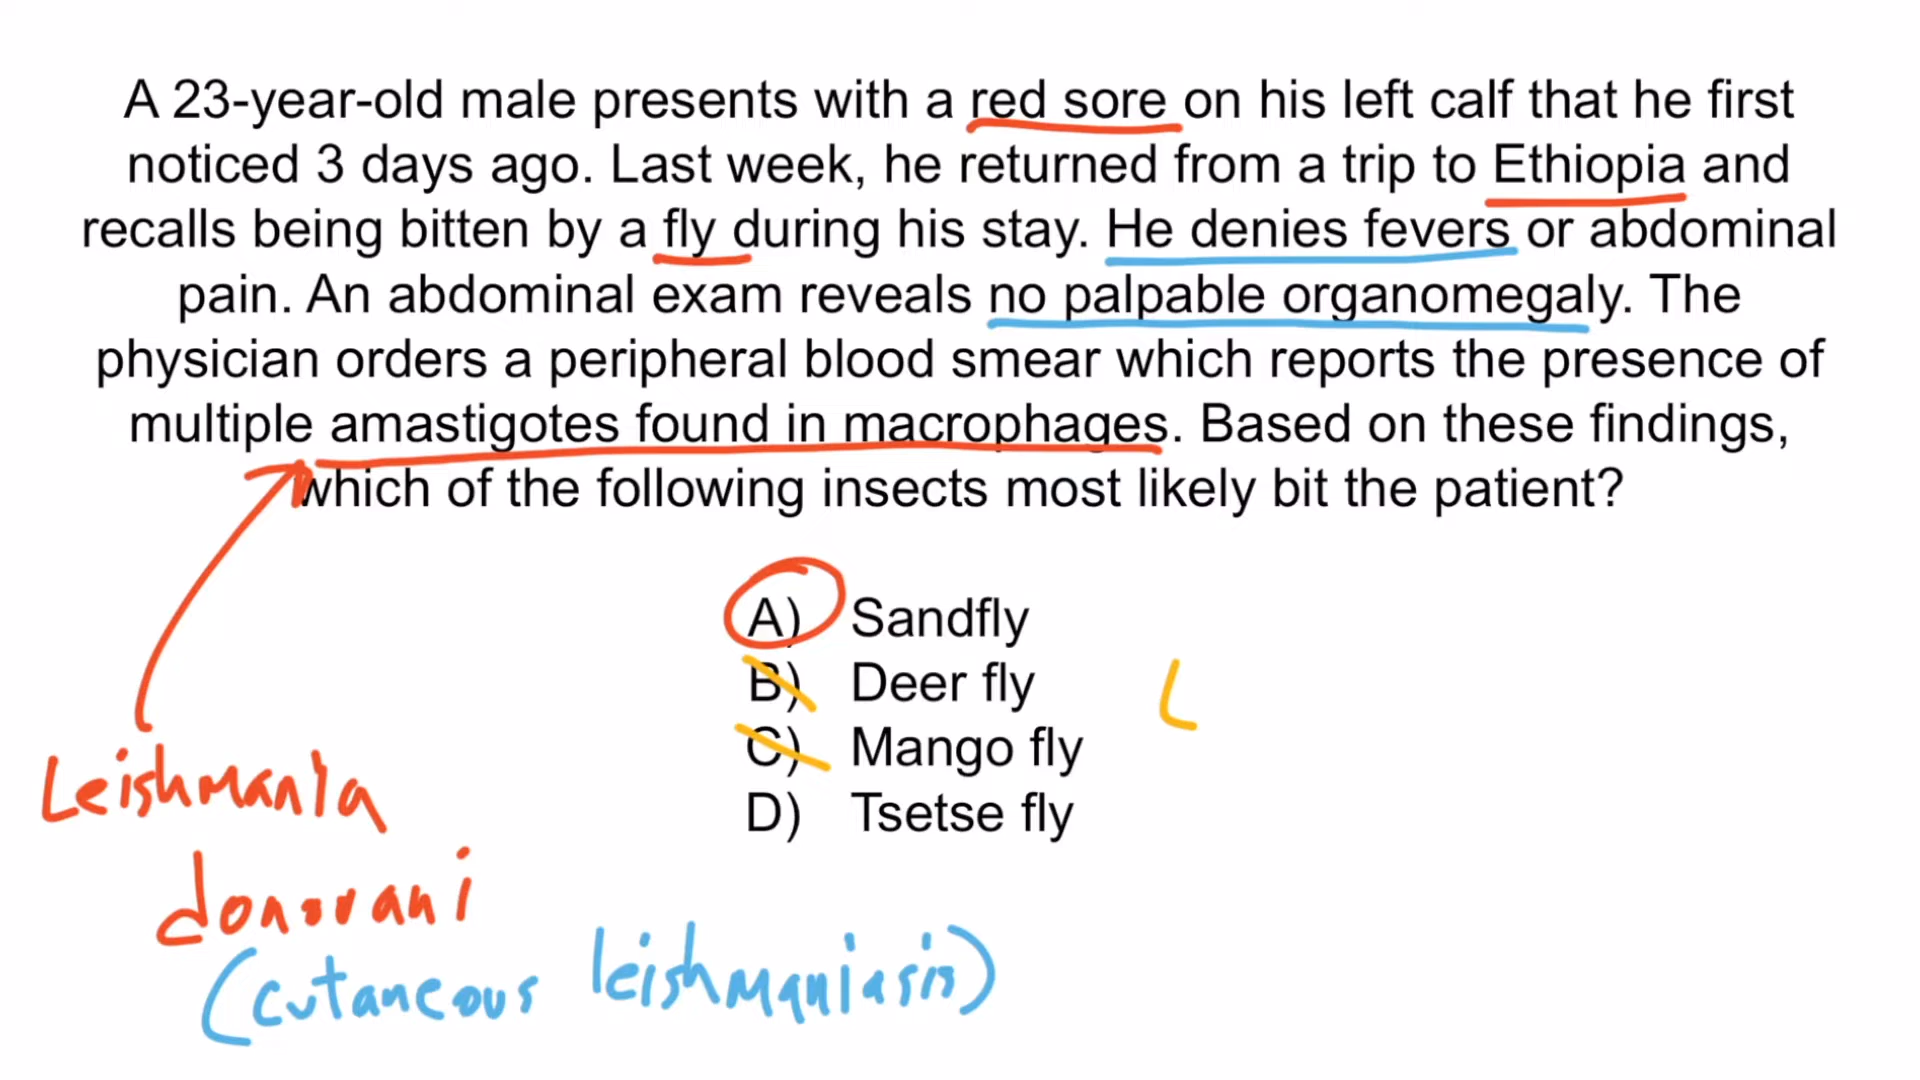 A 23-year-old male presents with a red sore on his left calf that he first
noticed 3 days ago. Last week, he returned from a trip to Ethiopia and
recalls being bitten by a fly during his stay. He denies fevers or abdominal
pain. An abdominal exam reveals no palpable organomegaly. The
physician orders a peripheral blood smear which reports the presence of
multiple amastigotes found in macrophages. Based on these findings,
which of the following insects most likely bit the patient?
A) Sandfly
B) Deer fly
C) Mango fly
D) Tsetse fly
L
Leishmania
donovani
(cutaneous leishmaniasis)